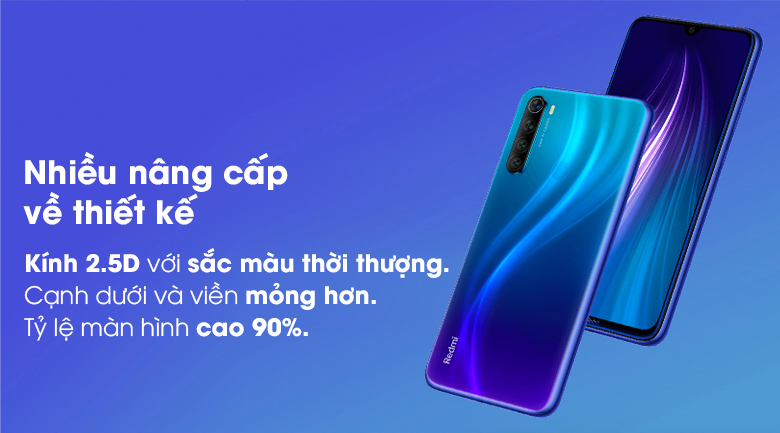 Nhiều nâng cấp
về thiết kế
Kính 2.5D với sắc màu thời thượng.
Cạnh dưới và viền mỏng hơn.
Tỷ lệ màn hình cao 90%.
Redmi